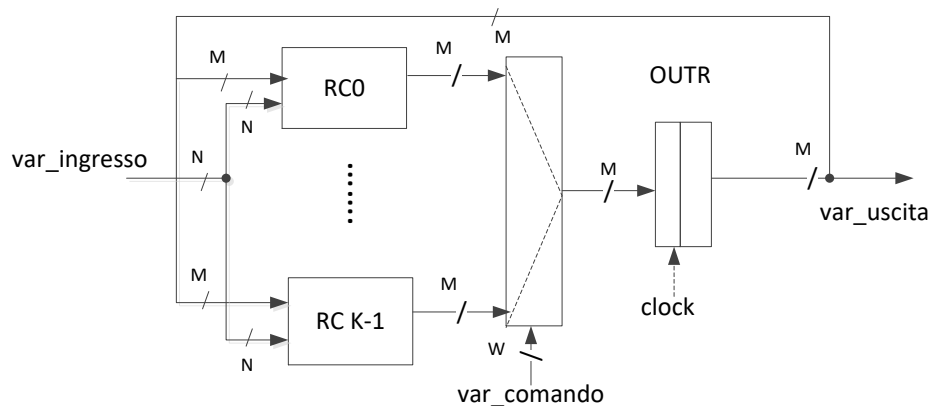 M
M
M
RC0
OUTR
N
var_ingresso
N
M
M
var_uscita
M
M
RC K-1
clock
N
W
var_comando